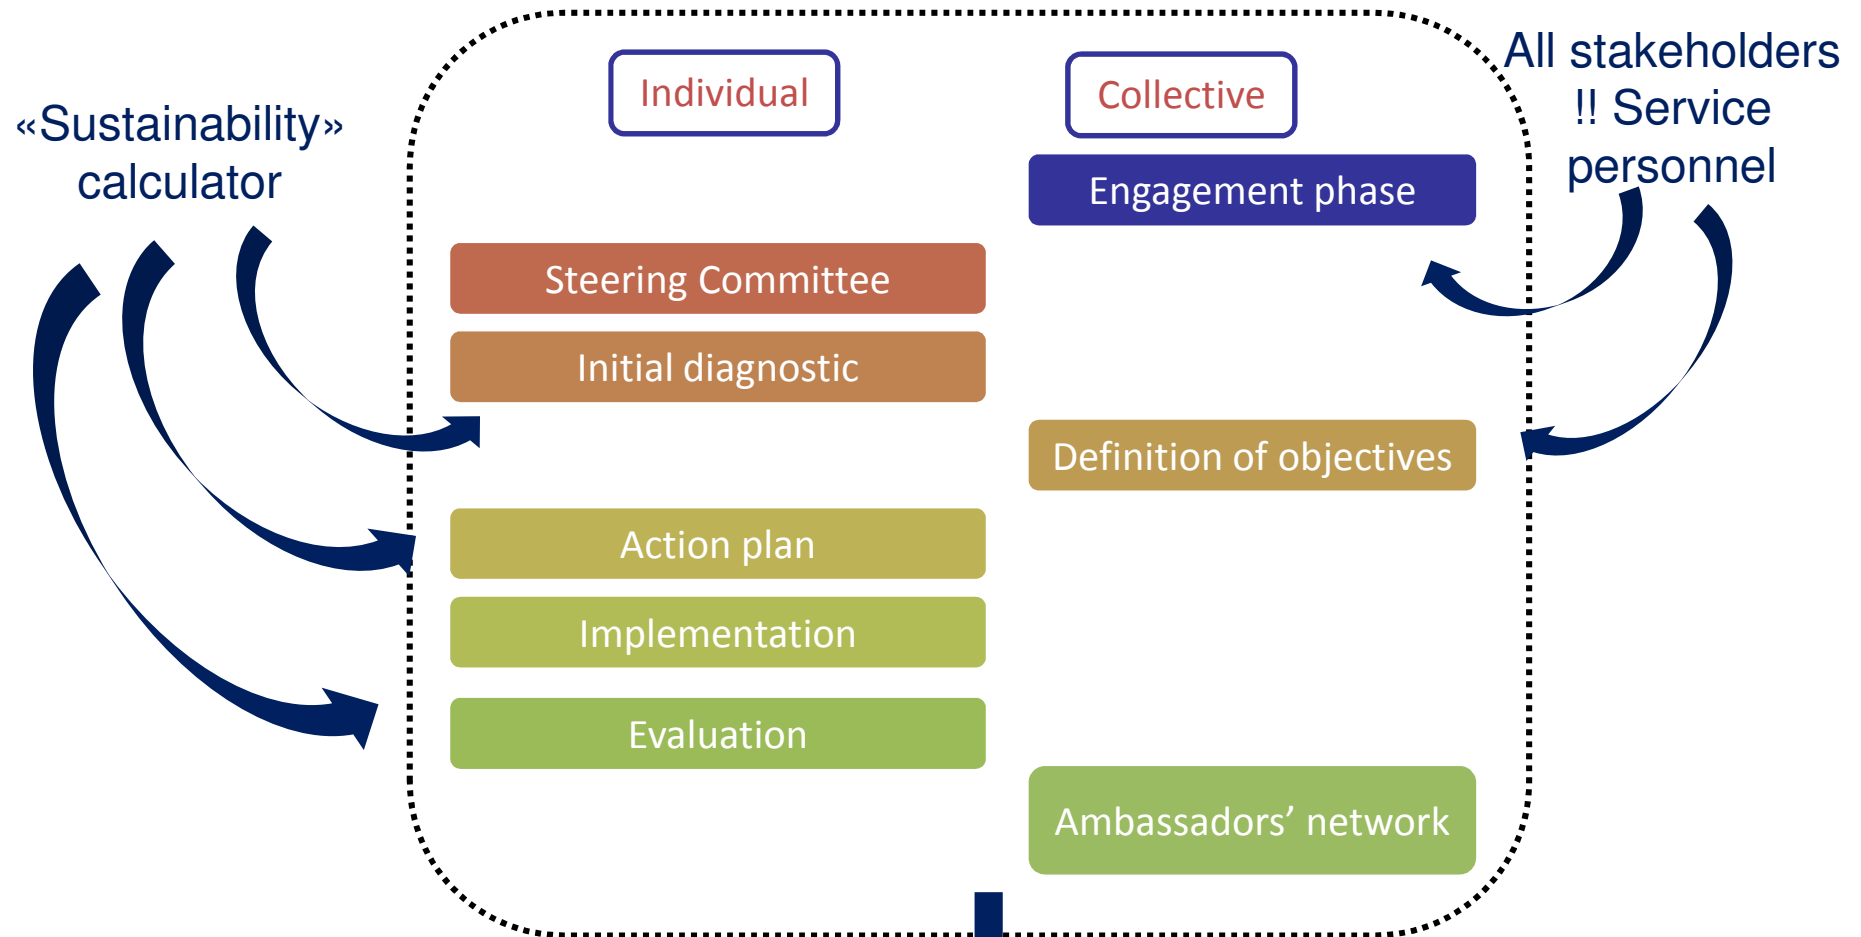 «Sustainability»
calculator
Individual
Collective
All stakeholders
!! Service
personnel
Engagement phase
Steering Committee
Initial diagnostic
Definition of objectives
Action plan
Implementation
Evaluation
Ambassadors’ network